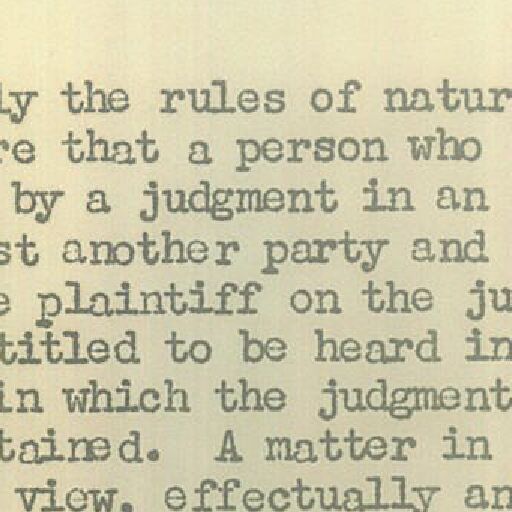 ly the rules of natur
re that a person who
by a judgment in an
st another party and
e plaintiff on the ju
titled to be heard in
in which the judgment
tained. A matter in
view, effectually an